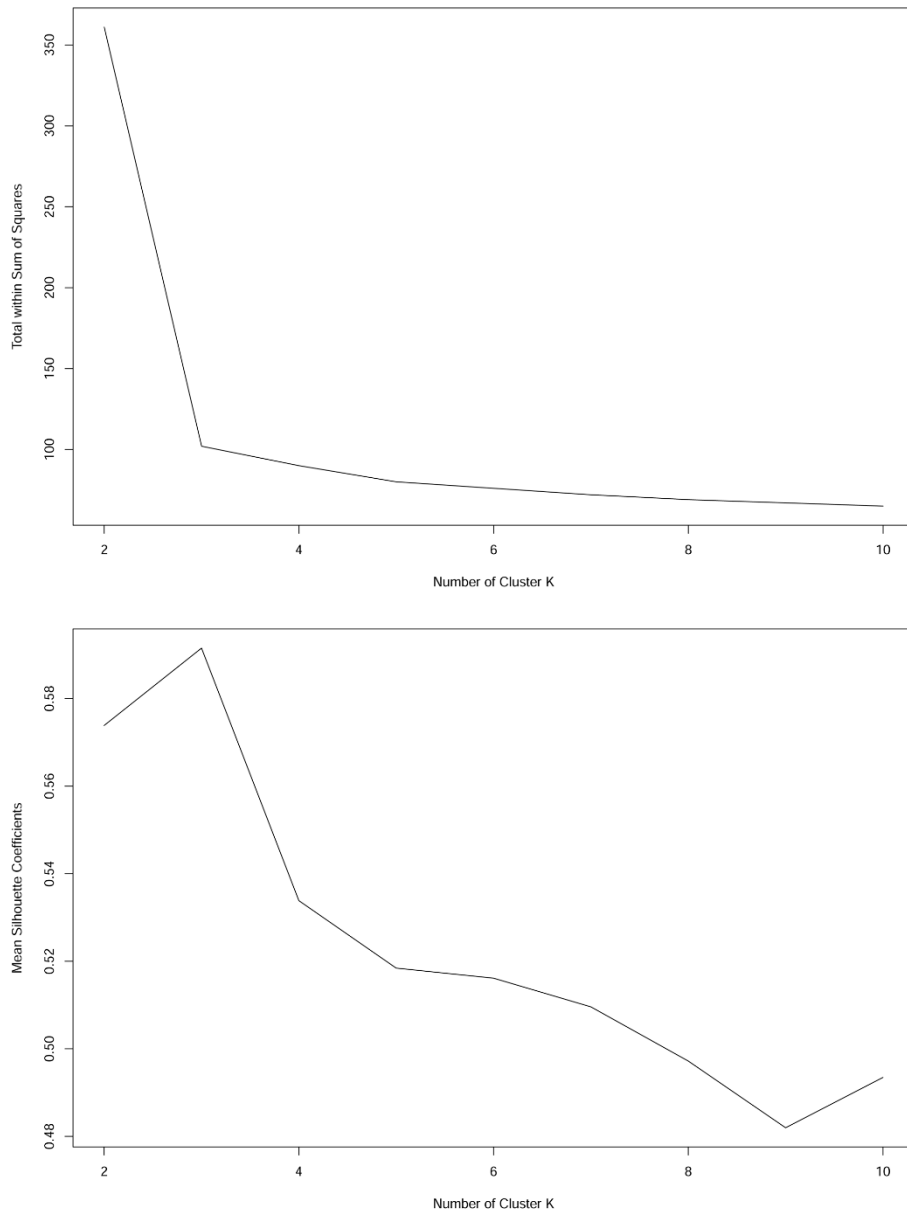 350
300
250
200
150
100
Total within Sum of Squares
2 4 6 8 10
Number of Cluster K
0.58
0.56
0.54
0.52
0.50
0.48
Mean Silhouette Coefficients
2 4 6 8 10
Number of Cluster K